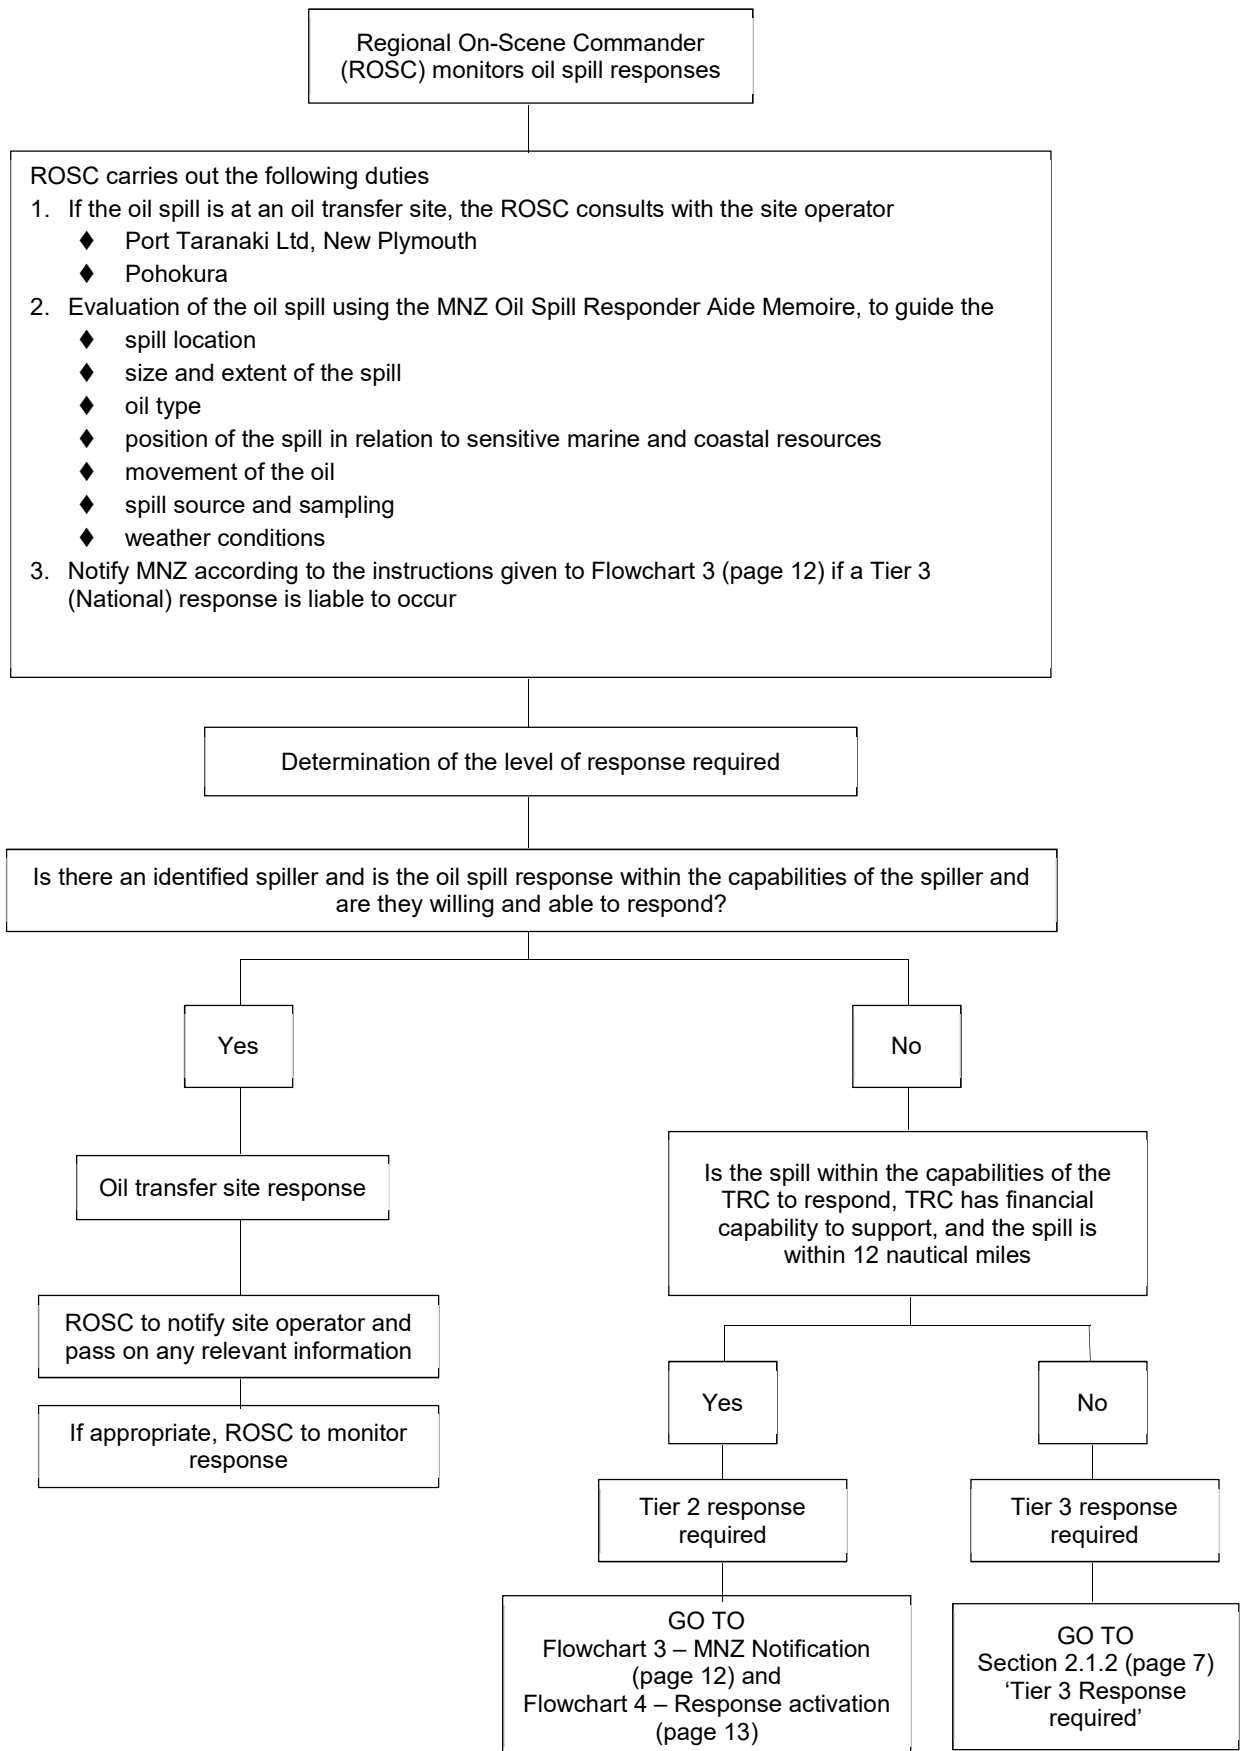 Regional On-Scene Commander
(ROSC) monitors oil spill responses
ROSC carries out the following duties
1. If the oil spill is at an oil transfer site, the ROSC consults with the site operator
♦ Port Taranaki Ltd, New Plymouth
♦ Pohokura
2. Evaluation of the oil spill using the MNZ Oil Spill Responder Aide Memoire, to guide the
♦ spill location
♦ size and extent of the spill
♦ oil type
♦ position of the spill in relation to sensitive marine and coastal resources
♦ movement of the oil
♦ spill source and sampling
♦ weather conditions
3. Notify MNZ according to the instructions given to Flowchart 3 (page 12) if a Tier 3
(National) response is liable to occur
Determination of the level of response required
Is there an identified spiller and is the oil spill response within the capabilities of the spiller and
are they willing and able to respond?
Yes
No
Oil transfer site response
Is the spill within the capabilities of the
TRC to respond, TRC has financial
capability to support, and the spill is
within 12 nautical miles
ROSC to notify site operator and
pass on any relevant information
If appropriate, ROSC to monitor
response
Yes
No
Tier 2 response
required
Tier 3 response
required
GO TO
Flowchart 3 – MNZ Notification
(page 12) and
Flowchart 4 – Response activation
(page 13)
GO TO
Section 2.1.2 (page 7)
‘Tier 3 Response
required’